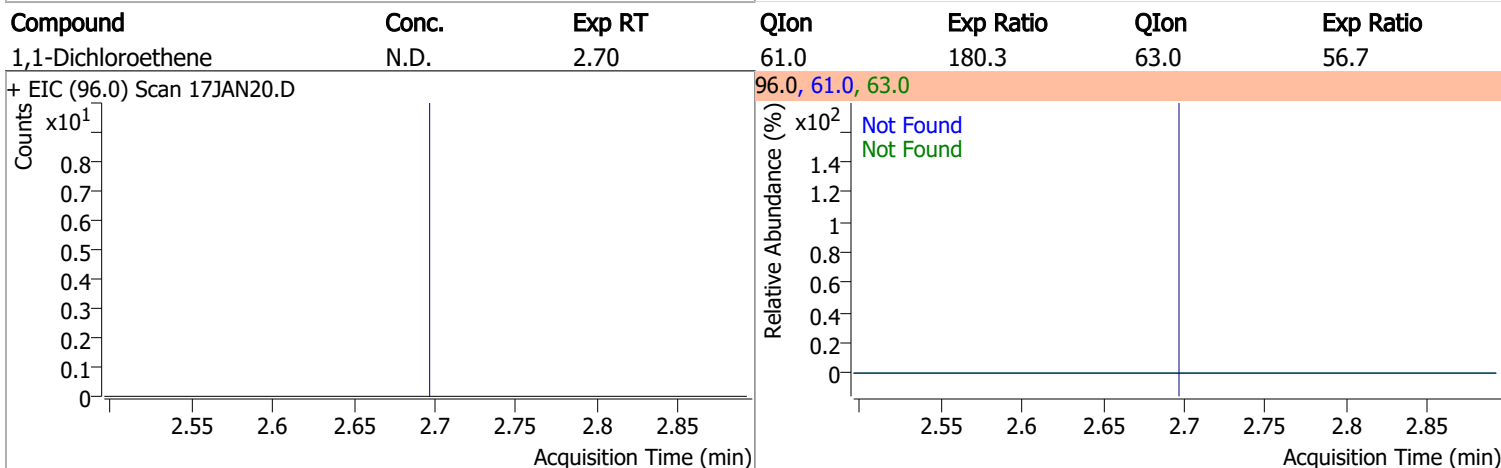 Compound Conc. Exp RT QIon Exp Ratio QIon Exp Ratio
1,1-Dichloroethene N.D. 2.70 61.0 180.3 63.0 56.7
+ EIC (96.0) Scan 17JAN20.D
Counts
x10¹
0.8
0.7
0.6
0.5
0.4
0.3
0.2
0.1
0
2.55 2.6 2.65 2.7 2.75 2.8 2.85
Acquisition Time (min)
96.0, 61.0, 63.0
Relative Abundance (%)
x10²
Not Found
Not Found
1.4
1.2
1
0.8
0.6
0.4
0.2
0
2.55 2.6 2.65 2.7 2.75 2.8 2.85
Acquisition Time (min)